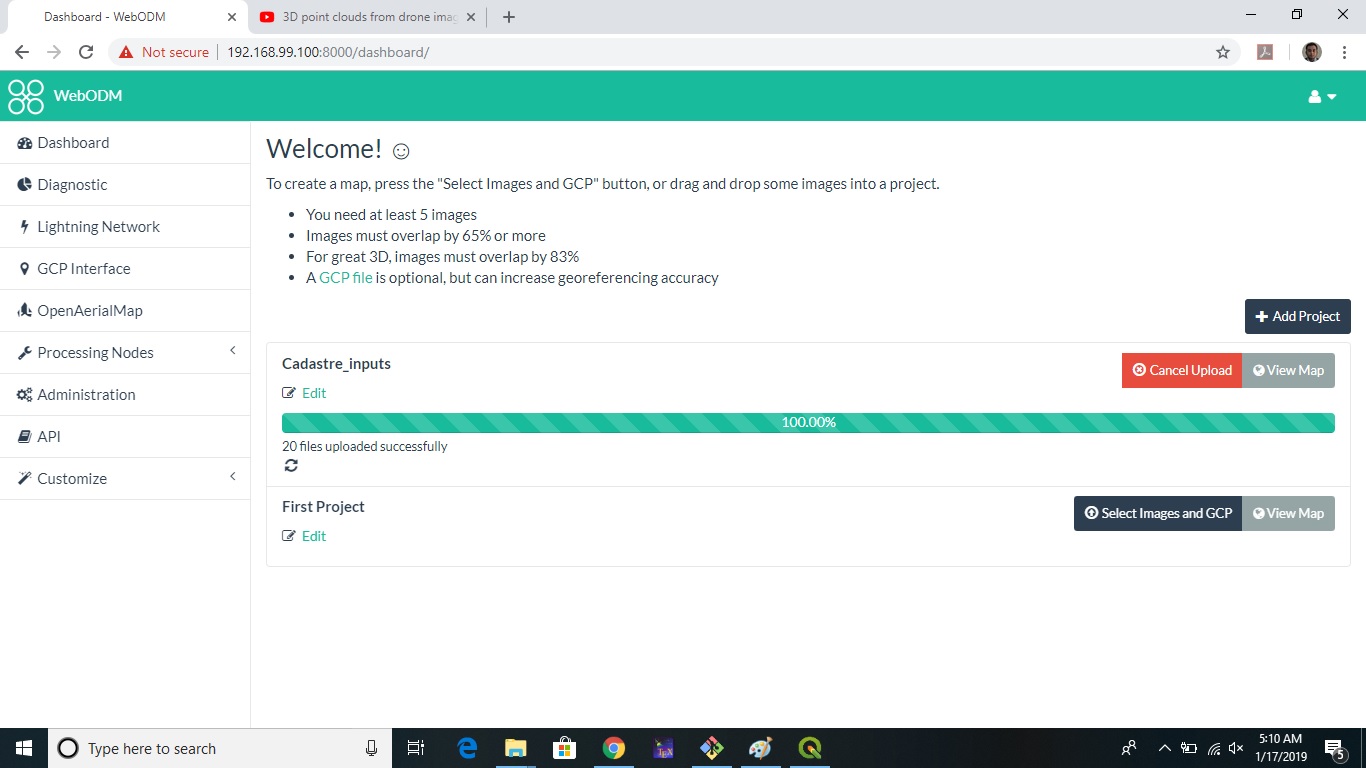 Dashboard - WebODM
3D point clouds from drone imag
Not secure
192.168.99.100:8000/dashboard/
WebODM
Dashboard
Diagnostic
Lightning Network
GCP Interface
OpenAerialMap
Processing Nodes
Administration
API
Customize
Welcome!
To create a map, press the "Select Images and GCP" button, or drag and drop some images into a project.
You need at least 5 images
Images must overlap by 65% or more
For great 3D, images must overlap by 83%
A GCP file is optional, but can increase georeferencing accuracy
Add Project
Cadastre_inputs
Cancel Upload
View Map
Edit
100.00%
20 files uploaded successfully
First Project
Select Images and GCP
View Map
Edit
Type here to search
5:10 AM
1/17/2019
5